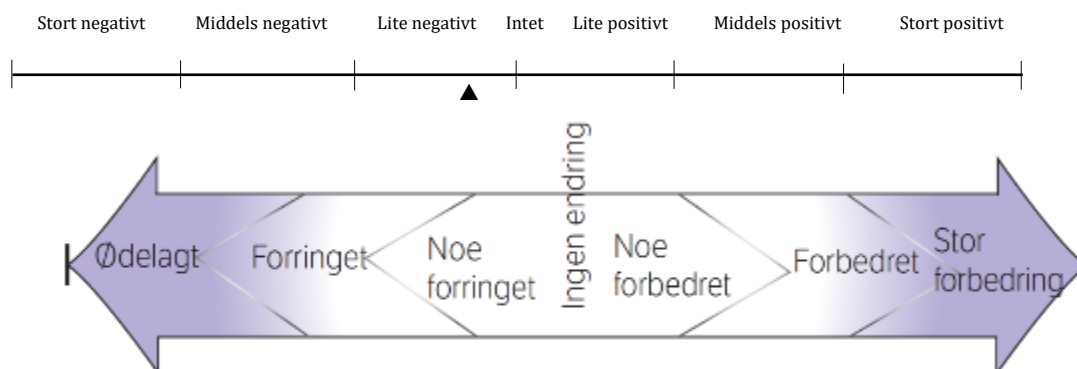 Stort negativt Middels negativt Lite negativt Intet Lite positivt Middels positivt Stort positivt
Ødelagt
Forringet
Noe
forringet
Ingen endring
Noe
forbedret
Forbedret
Stor
forbedring